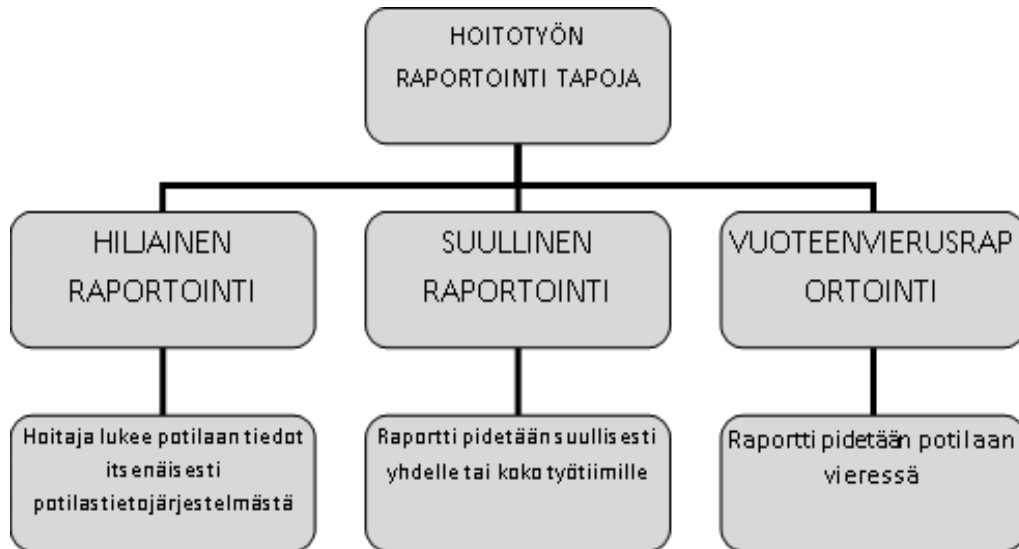 HOITOTYÖN
RAPORTOINTI TAPOJA
HILJAINEN
RAPORTOINTI
SUULLINEN
RAPORTOINTI
VUOTEENVIERUSRAP
ORTOINTI
Hoitaja lukee potilaan tiedot
itsenäisesti
potilastietojärjestelmästä
Raportti pidetään suullisesti
yhdelle tai koko työtiimille
Raportti pidetään potilaan
vieressä